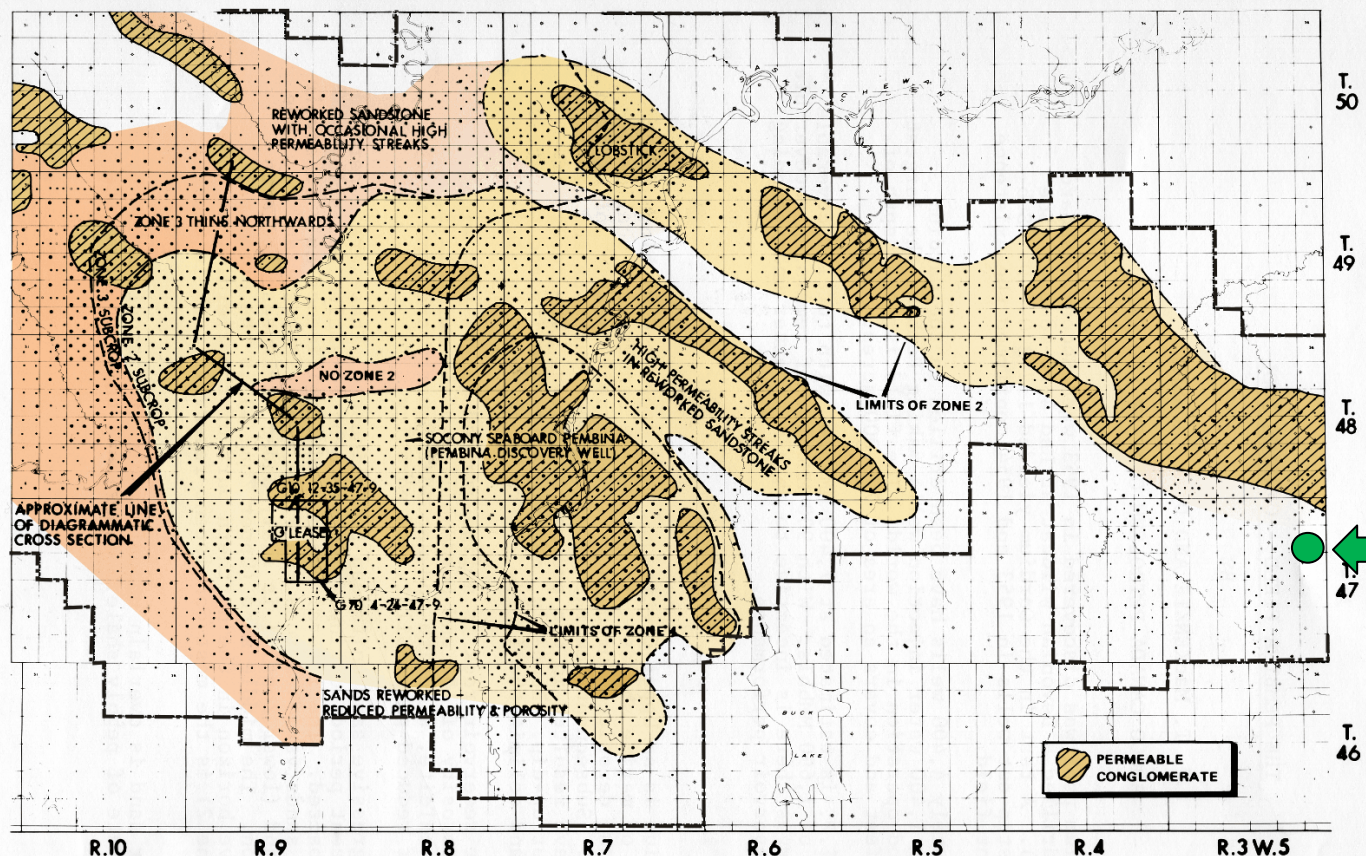 T.
50
SASKATCHEWAN
REWORKED SANDSTONE
WITH OCCASIONAL HIGH
PERMEABILITY STREAKS
LOBSTICK
ZONE 3 THINS NORTHWARDS
T.
49
ZONE 3 SUBCROP
ZONE 2 SUBCROP
NO ZONE 2
HIGH PERMEABILITY STREAKS
IN REWORKED SANDSTONE
LIMITS OF ZONE 2
T.
48
SOCONY SEABOARD PEMBINA
(PEMBINA DISCOVERY WELL)
G10 12-35-47-9
APPROXIMATE LINE
OF DIAGRAMMATIC
CROSS SECTION
'G' LEASE
T.
47
G70 4-24-47-9
LIMITS OF ZONE
SANDS REWORKED -
REDUCED PERMEABILITY & POROSITY
BUCK
LAKE
T.
46
PERMEABLE
CONGLOMERATE
R.10 R.9 R.8 R.7 R.6 R.5 R.4 R.3 W.5